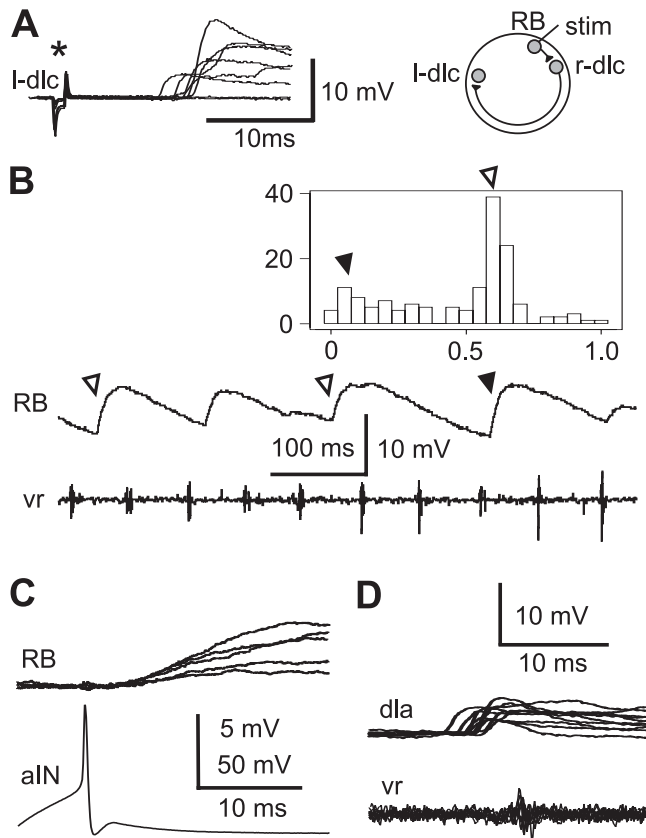 A
*
l-dlc
10 mV
10ms
RB
stim
l-dlc
r-dlc
B
40
20
0
0
0.5
1.0
RB
100 ms
10 mV
vr
C
RB
5 mV
50 mV
aIN
10 ms
D
10 mV
10 ms
dla
vr